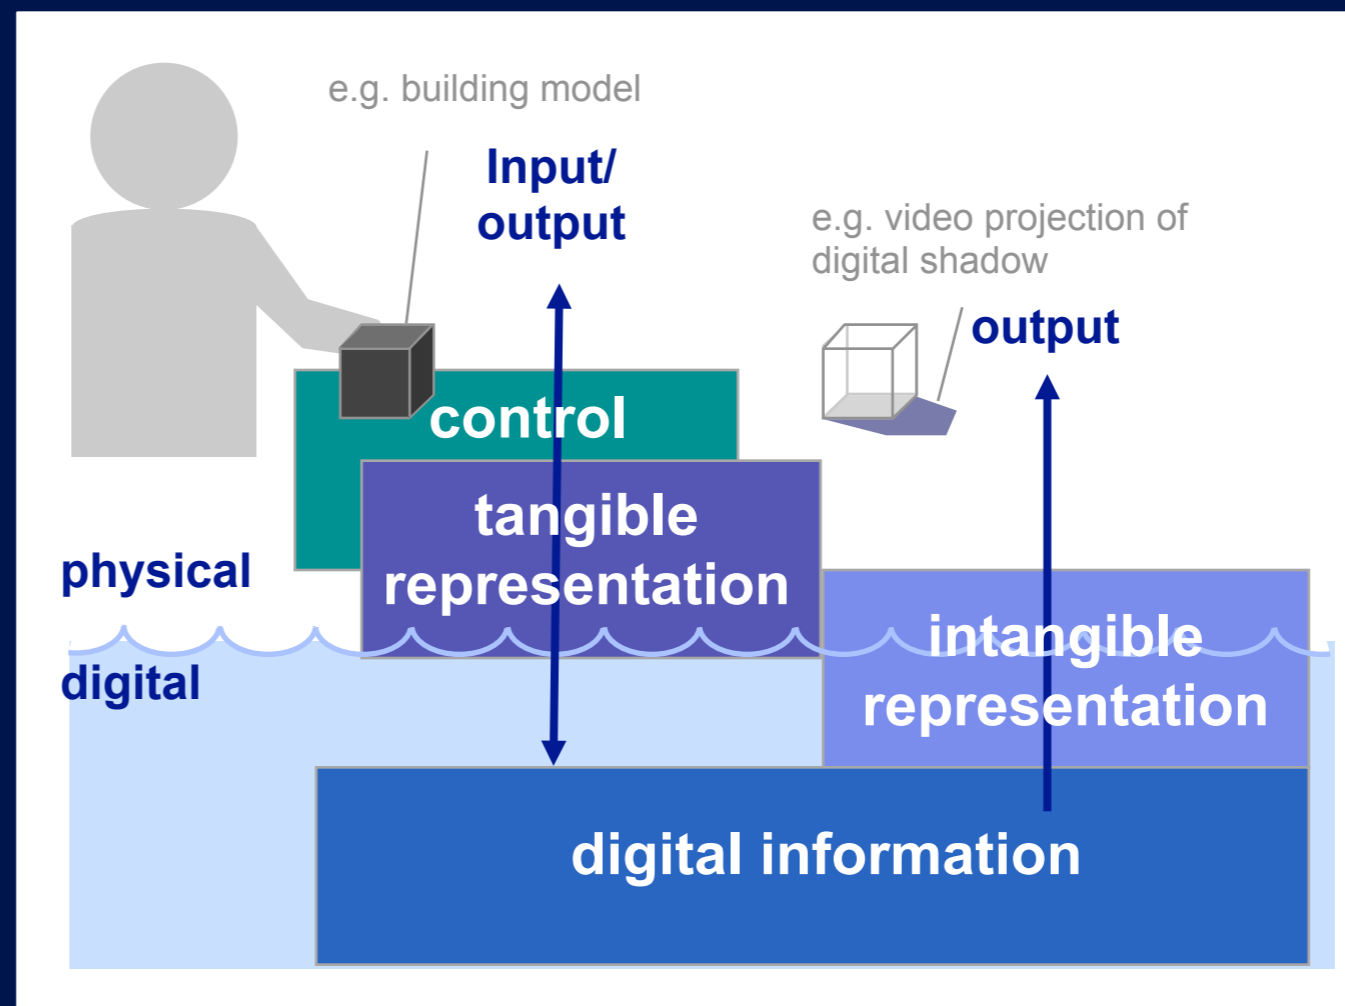 e.g. building model
Input/
output
e.g. video projection of
digital shadow
output
control
tangible
representation
physical
intangible
representation
digital
digital information